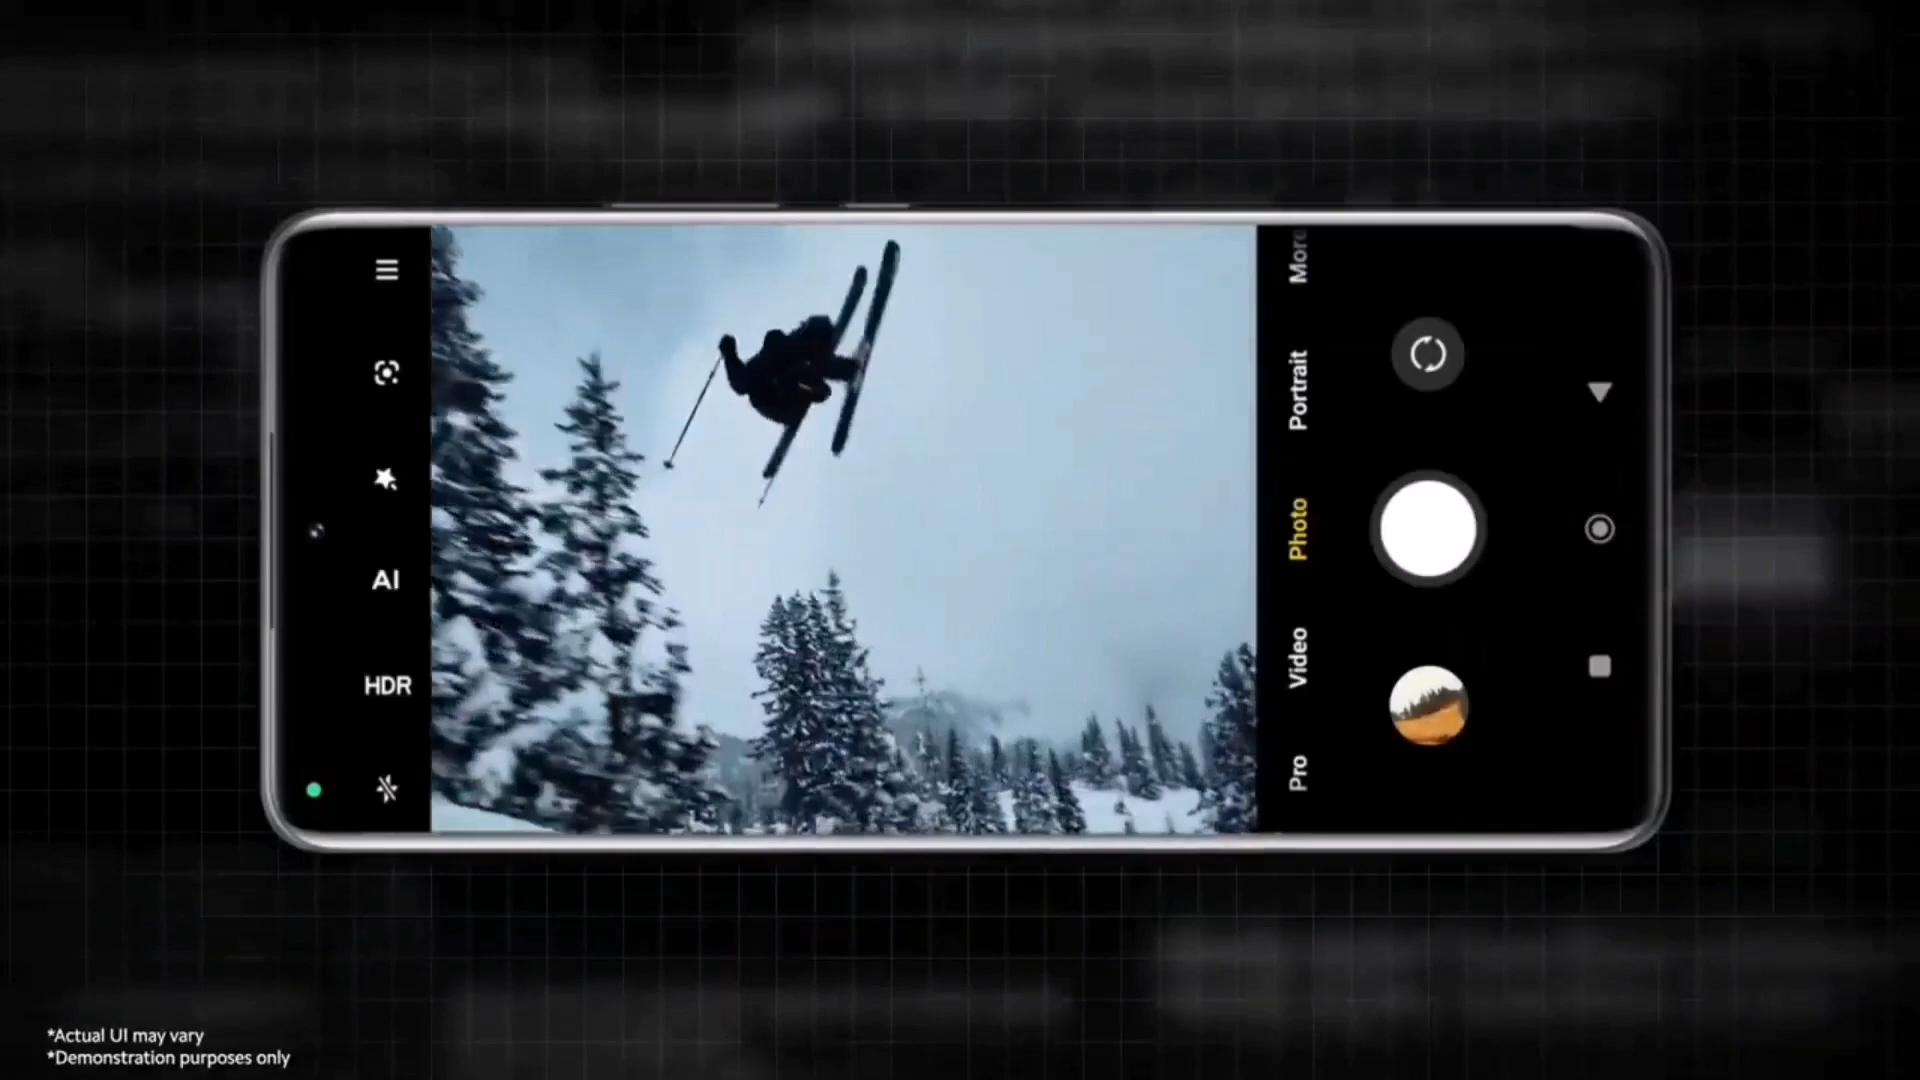 AI
HDR
More
Portrait
Photo
Video
Pro
*Actual UI may vary
*Demonstration purposes only